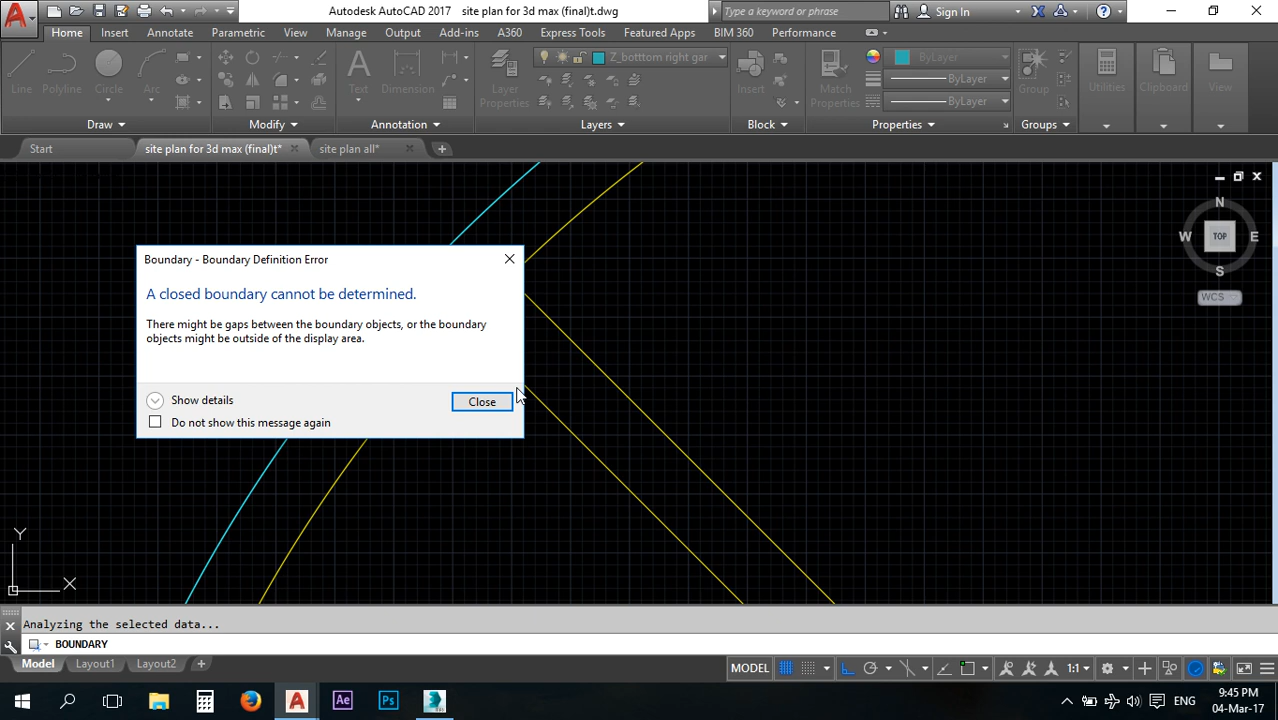 Autodesk AutoCAD 2017 site plan for 3d max (final)t.dwg
Type a keyword or phrase
Sign In
Home Insert Annotate Parametric View Manage Output Add-ins A360 Express Tools Featured Apps BIM 360 Performance
Line Polyline Circle Arc
Text Dimension
Layer Properties
Z_botttom right gar
Insert
Match Properties
ByLayer
ByLayer
ByLayer
Group
Utilities
Clipboard
View
Draw Modify Annotation Layers Block Properties Groups
Start site plan for 3d max (final)t* site plan all*
N
W TOP E
S
WCS
Boundary - Boundary Definition Error
A closed boundary cannot be determined.
There might be gaps between the boundary objects, or the boundary
objects might be outside of the display area.
Show details
Close
Do not show this message again
Y
X
Analyzing the selected data...
BOUNDARY
Model Layout1 Layout2
MODEL 1:1
Ae Ps
ENG
9:45 PM
04-Mar-17